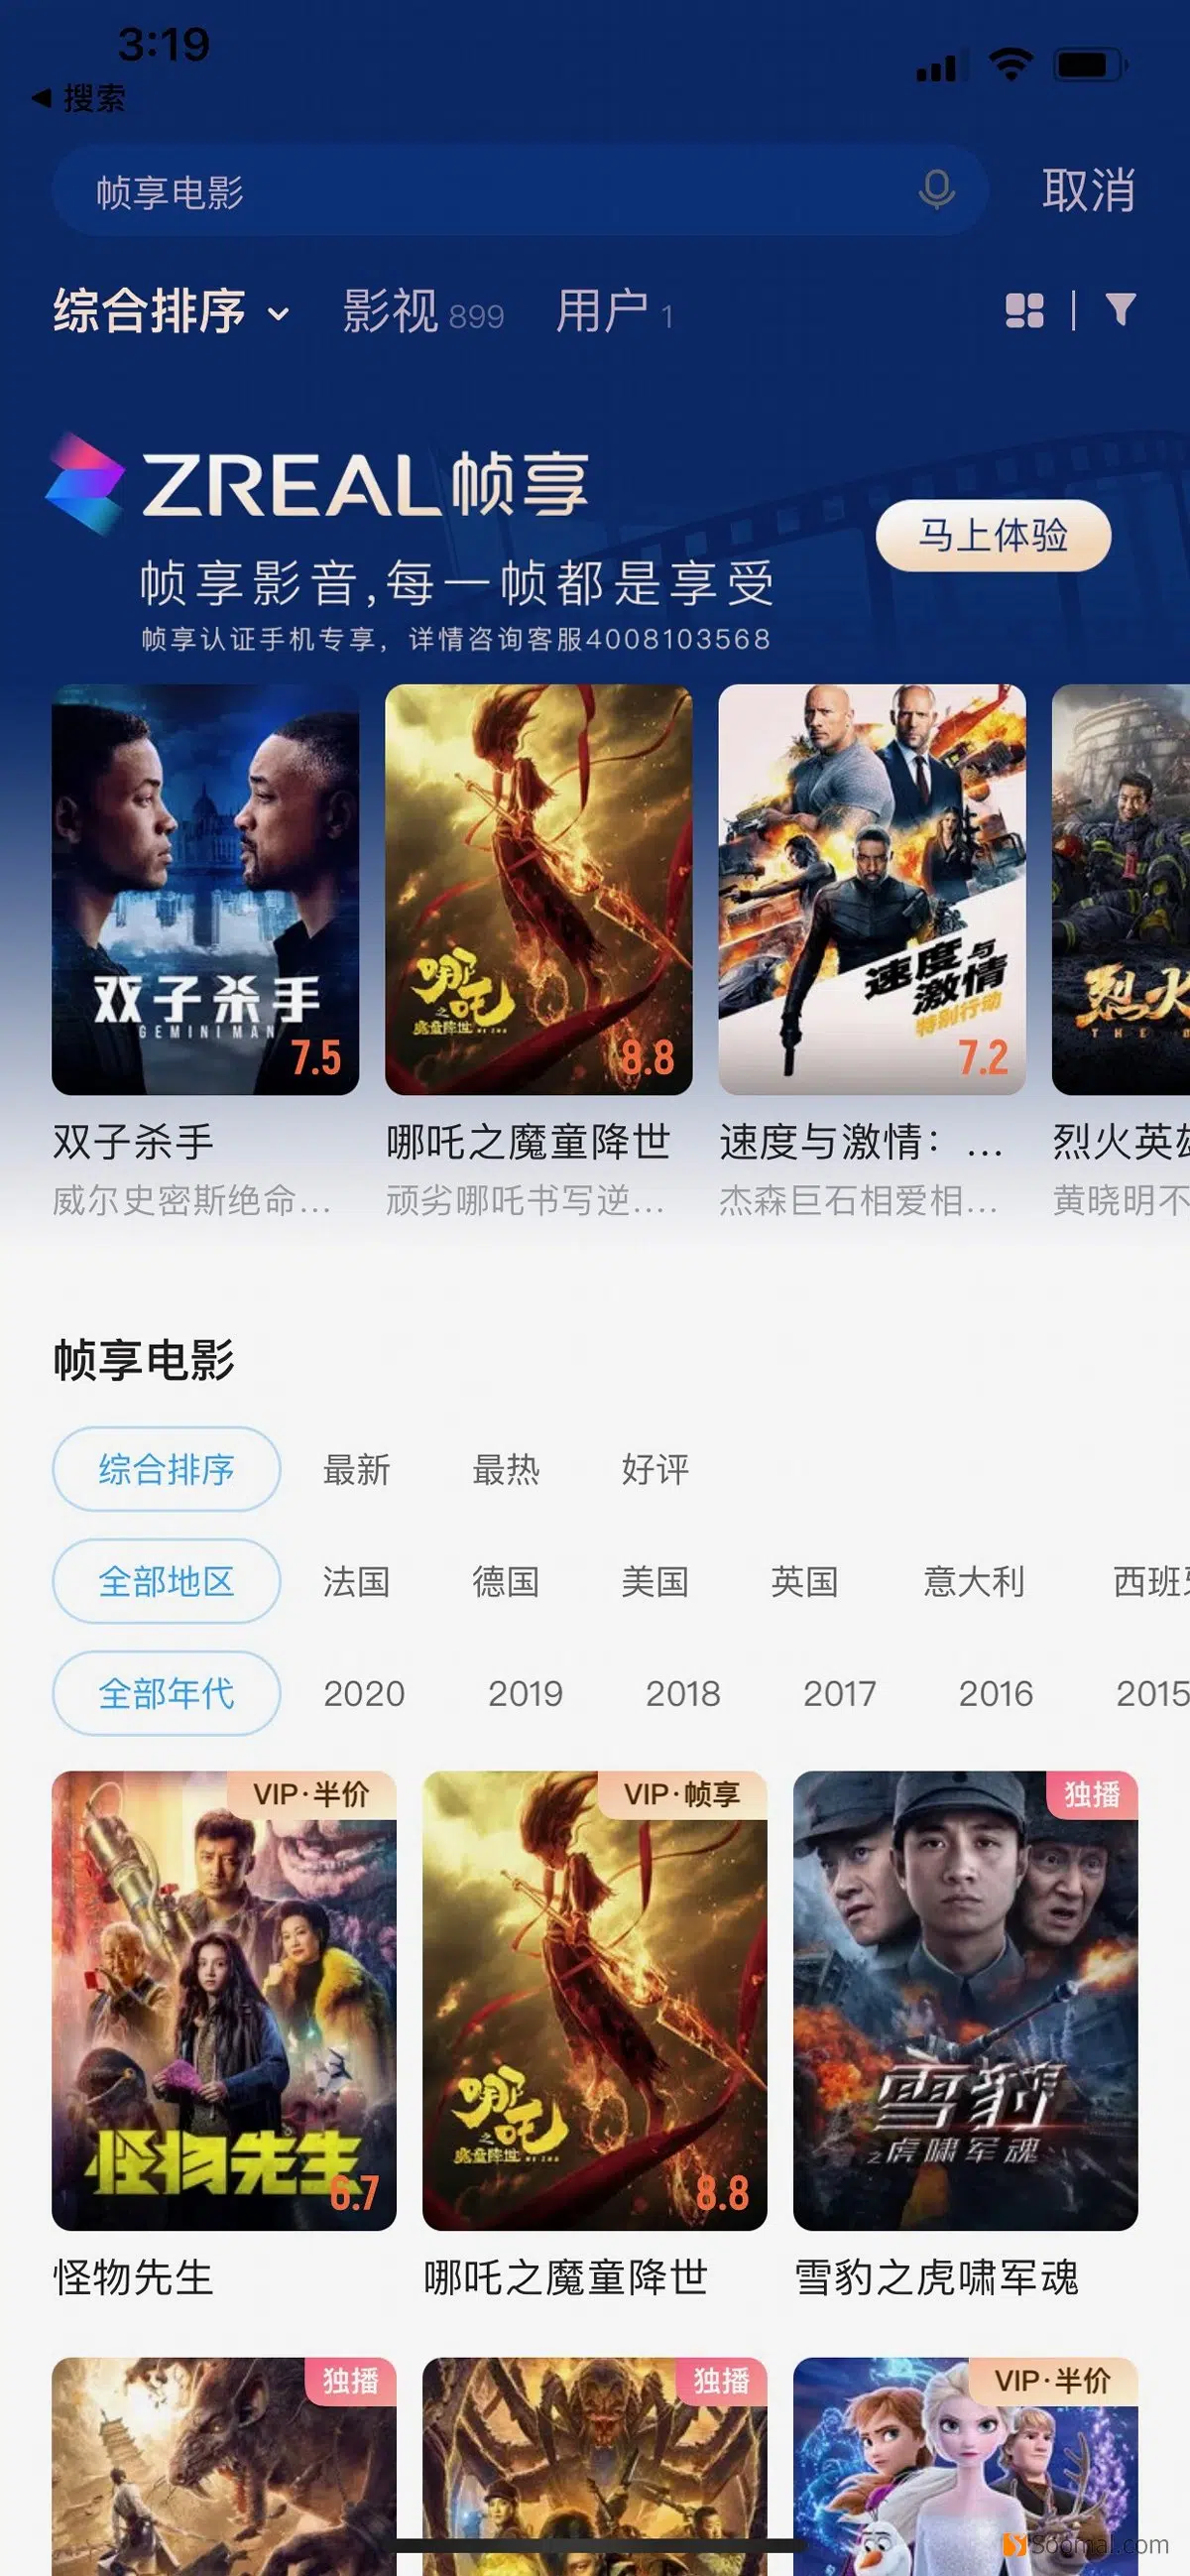 3:19
搜索
帧享电影
取消
综合排序
影视 899
用户 1
ZREAL帧享
马上体验
帧享影音,每一帧都是享受
帧享认证手机专享，详情咨询客服4008103568
双子杀手
GEMINI MAN
7.5
哪吒
之
魔童降世
8.8
速度与
激情
特别行动
7.2
烈火
双子杀手
哪吒之魔童降世
速度与激情：...
烈火英雄
威尔史密斯绝命...
顽劣哪吒书写逆...
杰森巨石相爱相...
黄晓明不
帧享电影
综合排序
最新
最热
好评
全部地区
法国
德国
美国
英国
意大利
西班牙
全部年代
2020
2019
2018
2017
2016
2015
VIP·半价
怪物先生
6.7
VIP·帧享
哪吒
之
魔童降世
8.8
独播
雪豹
之虎啸军魂
怪物先生
哪吒之魔童降世
雪豹之虎啸军魂
独播
独播
VIP·半价
Soomal.com